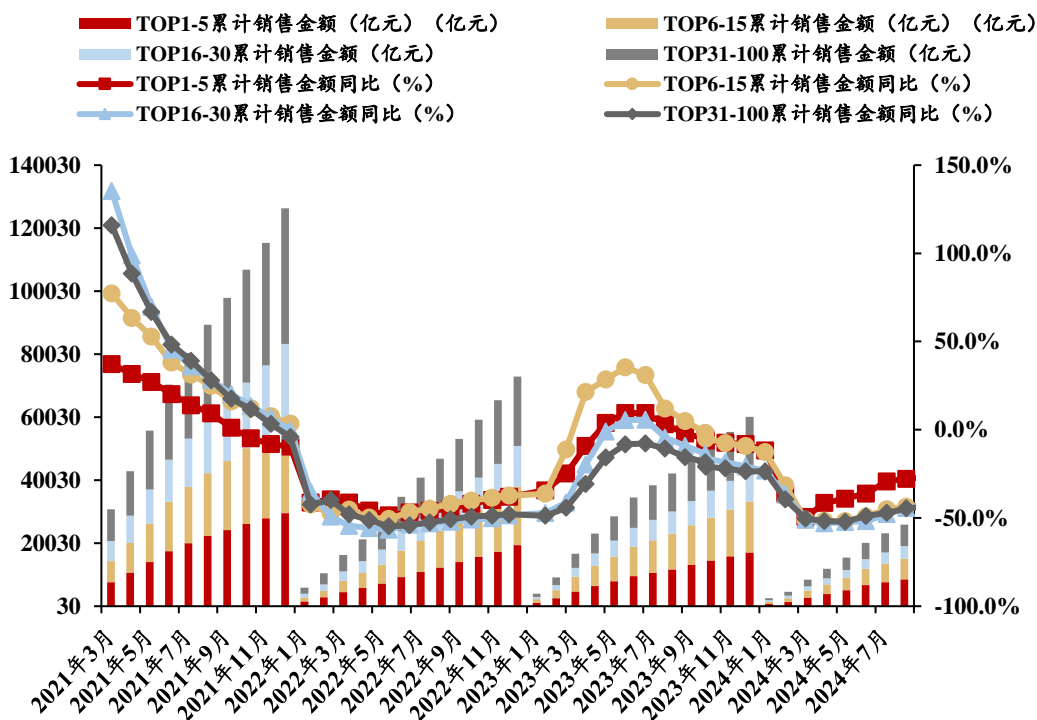 TOP1-5累计销售金额（亿元）（亿元）
TOP6-15累计销售金额（亿元）（亿元）
TOP16-30累计销售金额（亿元）
TOP31-100累计销售金额（亿元）
TOP1-5累计销售金额同比（%）
TOP6-15累计销售金额同比（%）
TOP16-30累计销售金额同比（%）
TOP31-100累计销售金额同比（%）
140030
120030
100030
80030
60030
40030
20030
30
150.0%
100.0%
50.0%
0.0%
-50.0%
-100.0%
2021年3月
2021年5月
2021年7月
2021年9月
2021年11月
2022年1月
2022年3月
2022年5月
2022年7月
2022年9月
2022年11月
2023年1月
2023年3月
2023年5月
2023年7月
2023年9月
2023年11月
2024年1月
2024年3月
2024年5月
2024年7月